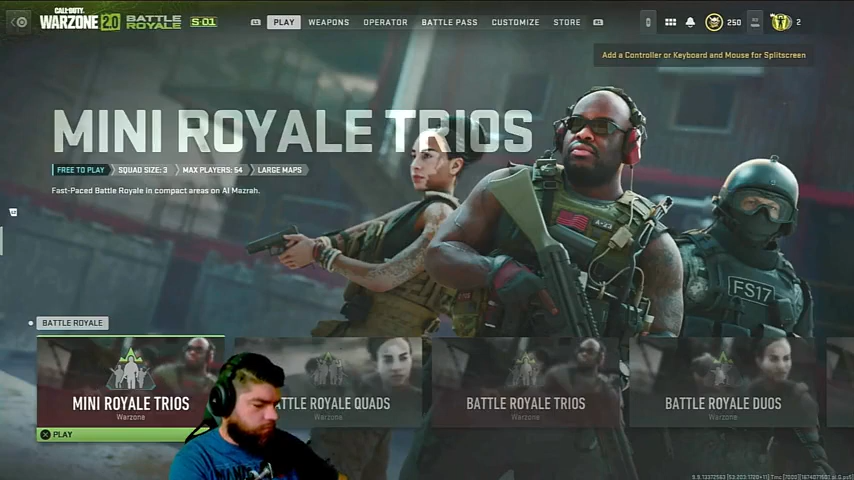 CALL OF DUTY
WARZONE 2.0 BATTLE ROYALE S·01
PLAY WEAPONS OPERATOR BATTLE PASS CUSTOMIZE STORE
250
2
Add a Controller or Keyboard and Mouse for Splitscreen
MINI ROYALE TRIOS
FREE TO PLAY SQUAD SIZE: 3 MAX PLAYERS: 54 LARGE MAPS
Fast-Paced Battle Royale in compact areas on Al Mazrah.
FS17
BATTLE ROYALE
MINI ROYALE TRIOS
Warzone
TTLE ROYALE QUADS
Warzone
BATTLE ROYALE TRIOS
Warzone
BATTLE ROYALE DUOS
Warzone
PLAY